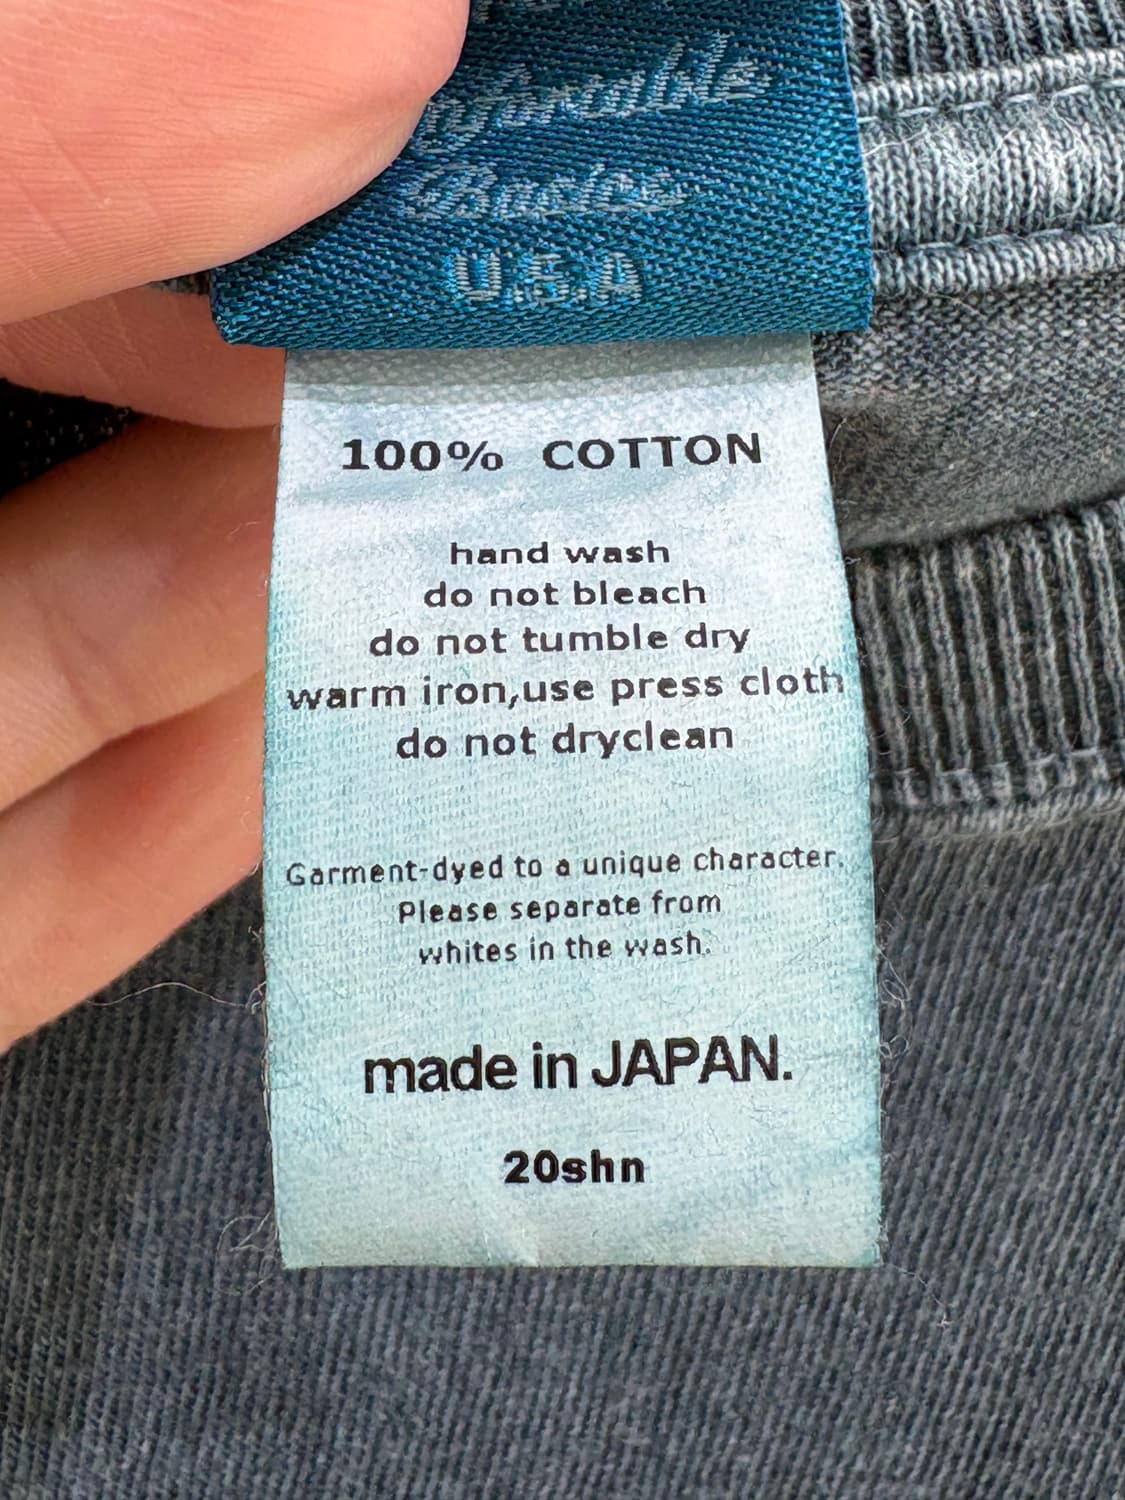 Basics
U.S.A
100% COTTON
hand wash
do not bleach
do not tumble dry
warm iron,use press cloth
do not dryclean
Garment-dyed to a unique character.
Please separate from
whites in the wash.
made in JAPAN.
20shn